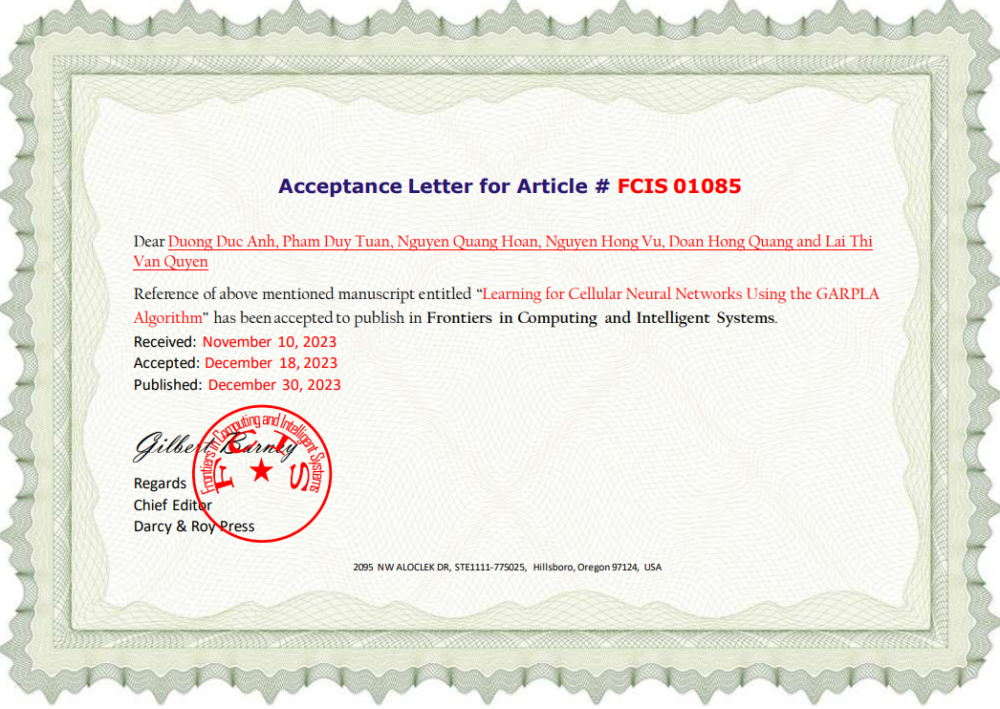 Acceptance Letter for Article # FCIS 01085
Dear Duong Duc Anh, Pham Duy Tuan, Nguyen Quang Hoan, Nguyen Hong Vu, Doan Hong Quang and Lai Thi
Van Quyen
Reference of above mentioned manuscript entitled “Learning for Cellular Neural Networks Using the GARPLA
Algorithm” has been accepted to publish in Frontiers in Computing and Intelligent Systems.
Received: November 10, 2023
Accepted: December 18, 2023
Published: December 30, 2023
Gilbert Barney
Frontiers in Computing and Intelligent Systems
FCIS
Regards
Chief Editor
Darcy & Roy Press
2095 NW ALOCLEK DR, STE1111-775025, Hillsboro, Oregon 97124, USA